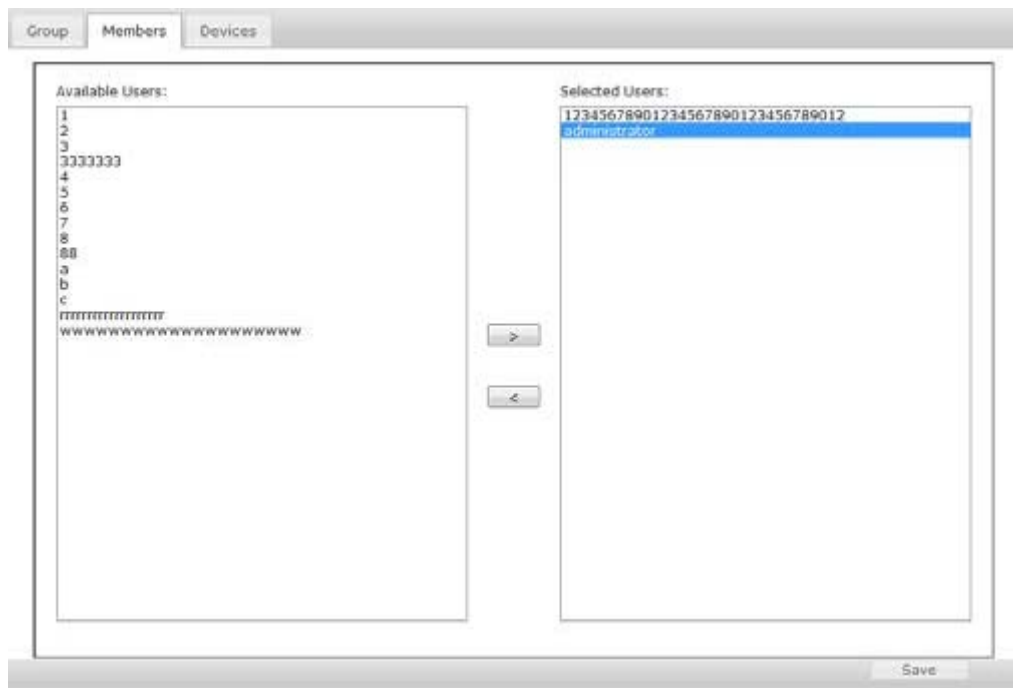 Group Members Devices
Available Users:
1
2
3
3333333
4
5
6
7
8
88
a
b
c
rrrrrrrrrrrrrrrrrrrr
wwwwwwwwwwwwwwwwwwww
>
<
Selected Users:
12345678901234567890123456789012
administrator
Save